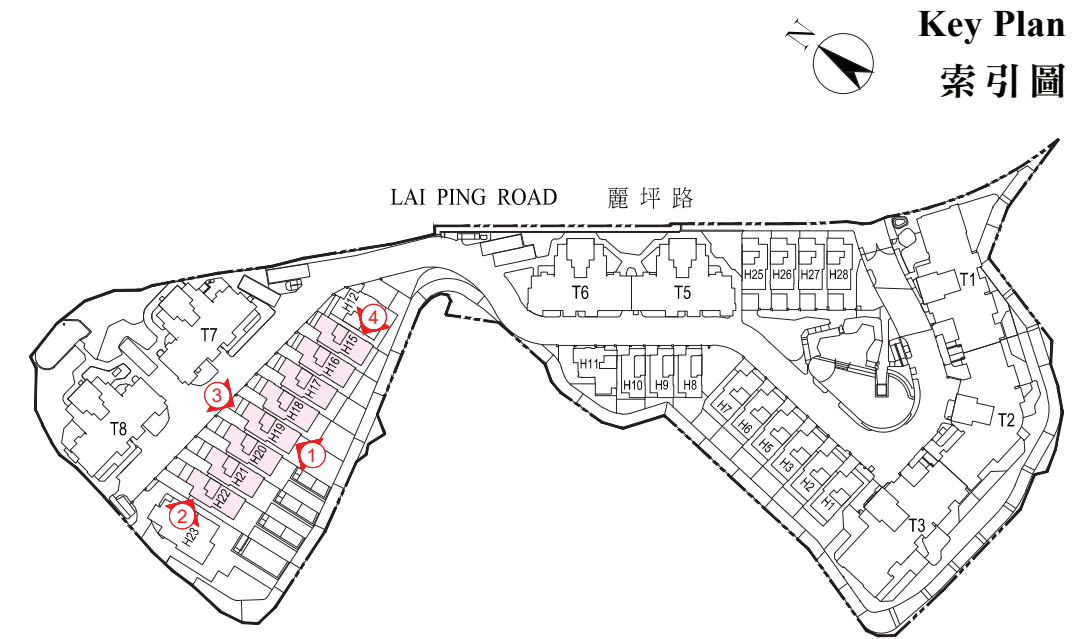 N
Key Plan
索引圖
LAI PING ROAD 麗坪路
T1
T2
T3
T5
T6
T7
T8
H25
H26
H27
H28
H11
H10
H9
H8
H7
H6
H5
H3
H2
H1
H12
H15
H16
H17
H18
H19
H20
H21
H22
H23
1
2
3
4